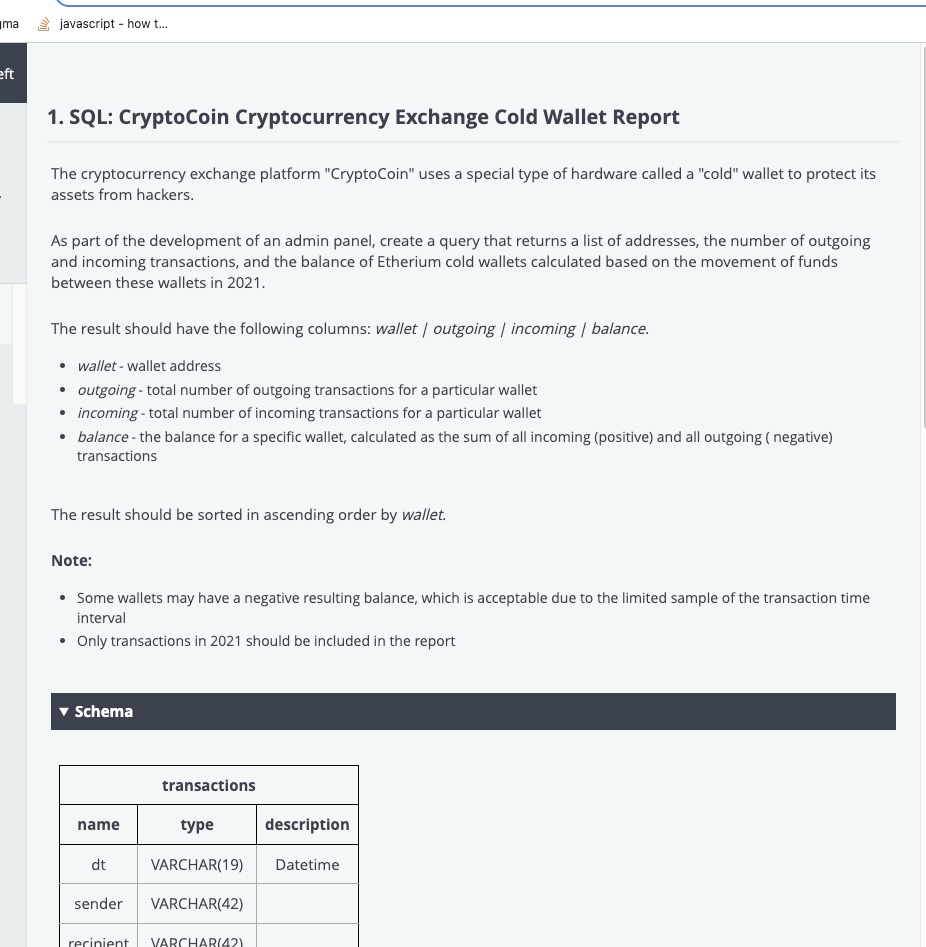 gma javascript - how t...
eft
1. SQL: CryptoCoin Cryptocurrency Exchange Cold Wallet Report
The cryptocurrency exchange platform "CryptoCoin" uses a special type of hardware called a "cold" wallet to protect its
assets from hackers.
As part of the development of an admin panel, create a query that returns a list of addresses, the number of outgoing
and incoming transactions, and the balance of Etherium cold wallets calculated based on the movement of funds
between these wallets in 2021.
The result should have the following columns: wallet | outgoing | incoming | balance.
• wallet - wallet address
• outgoing - total number of outgoing transactions for a particular wallet
• incoming - total number of incoming transactions for a particular wallet
• balance - the balance for a specific wallet, calculated as the sum of all incoming (positive) and all outgoing ( negative)
transactions
The result should be sorted in ascending order by wallet.
Note:
• Some wallets may have a negative resulting balance, which is acceptable due to the limited sample of the transaction time
interval
• Only transactions in 2021 should be included in the report
▼ Schema
transactions
name type description
dt VARCHAR(19) Datetime
sender VARCHAR(42)
recipient VARCHAR(42)